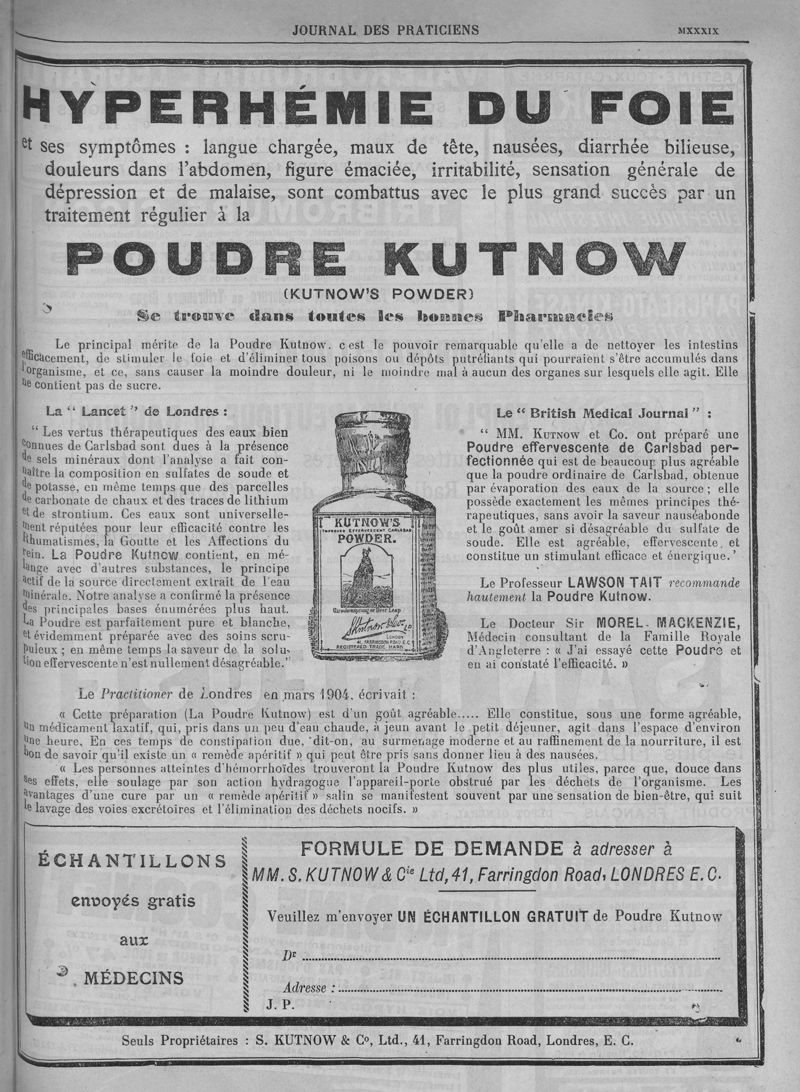 JOURNAL DES PRATICIENS MXXXIX
HYPERHÉMIE DU FOIE
et ses symptômes : langue chargée, maux de tête, nausées, diarrhée bilieuse,
douleurs dans l'abdomen, figure émaciée, irritabilité, sensation générale de
dépression et de malaise, sont combattus avec le plus grand succès par un
traitement régulier à la
POUDRE KUTNOW
(KUTNOW'S POWDER)
Se trouve dans toutes les bonnes Pharmacies
Le principal mérite de la Poudre Kutnow. c est le pouvoir remarquable qu'elle a de nettoyer les intestins
efficacement, de stimuler le foie et d'éliminer tous poisons ou dépôts putréfiants qui pourraient s'être accumulés dans
l'organisme, et ce, sans causer la moindre douleur, ni le moindre mal à aucun des organes sur lesquels elle agit. Elle
ne contient pas de sucre.
La " Lancet " de Londres :
" Les vertus thérapeutiques des eaux bien
connues de Carlsbad sont dues à la présence
de sels minéraux dont l'analyse a fait con-
naître la composition en sulfates de soude et
de potasse, en même temps que des parcelles
de carbonate de chaux et des traces de lithium
et de strontium. Ces eaux sont universelle-
ment réputées pour leur efficacité contre les
Rhumatismes, la Goutte et les Affections du
rein. La Poudre Kutnow contient, en mé-
lange avec d'autres substances, le principe
actif de la source directement extrait de l'eau
minérale. Notre analyse a confirmé la présence
des principales bases énumérées plus haut.
La Poudre est parfaitement pure et blanche,
et évidemment préparée avec des soins scru-
puleux ; en même temps la saveur de la solu-
tion effervescente n'est nullement désagréable."
KUTNOW'S
IMPROVED EFFERVESCENT CARLSBAD
POWDER.
Hirschensprung or Deer Leap
S. Kutnow & Co. Ld
LONDON
41, FARRINGDON ROAD E.C
REGISTERED TRADE MARK
Le " British Medical Journal " :
" MM. KUTNOW et Co. ont préparé une
Poudre effervescente de Carlsbad per-
fectionnée qui est de beaucoup plus agréable
que la poudre ordinaire de Carlsbad, obtenue
par évaporation des eaux de la source ; elle
possède exactement les mêmes principes thé-
rapeutiques, sans avoir la saveur nauséabonde
et le goût amer si désagréable du sulfate de
soude. Elle est agréable, effervescente, et
constitue un stimulant efficace et énergique.'
Le Professeur LAWSON TAIT recommande
hautement la Poudre Kutnow.
Le Docteur Sir MOREL MACKENZIE,
Médecin consultant de la Famille Royale
d'Angleterre : « J'ai essayé cette Poudre et
en ai constaté l'efficacité. »
Le Practitioner de Londres en mars 1904, écrivait :
« Cette préparation (La Poudre Kutnow) est d'un goût agréable..... Elle constitue, sous une forme agréable,
un médicament laxatif, qui, pris dans un peu d'eau chaude, à jeun avant le petit déjeuner, agit dans l'espace d'environ
une heure. En ces temps de constipation due, dit-on, au surmenage moderne et au raffinement de la nourriture, il est
bon de savoir qu'il existe un « remède apéritif » qui peut être pris sans donner lieu à des nausées.
« Les personnes atteintes d'hémorrhoïdes trouveront la Poudre Kutnow des plus utiles, parce que, douce dans
ses effets, elle soulage par son action hydragogue l'appareil-porte obstrué par les déchets de l'organisme. Les
avantages d'une cure par un « remède apéritif » salin se manifestent souvent par une sensation de bien-être, qui suit
le lavage des voies excrétoires et l'élimination des déchets nocifs. »
ÉCHANTILLONS
envoyés gratis
aux
MÉDECINS
FORMULE DE DEMANDE à adresser à
MM. S. KUTNOW & Cie Ltd, 41, Farringdon Road, LONDRES E. C.
Veuillez m'envoyer UN ÉCHANTILLON GRATUIT de Poudre Kutnow
Dr
Adresse :
J. P.
Seuls Propriétaires : S. KUTNOW & Co, Ltd., 41, Farringdon Road, Londres, E. C.